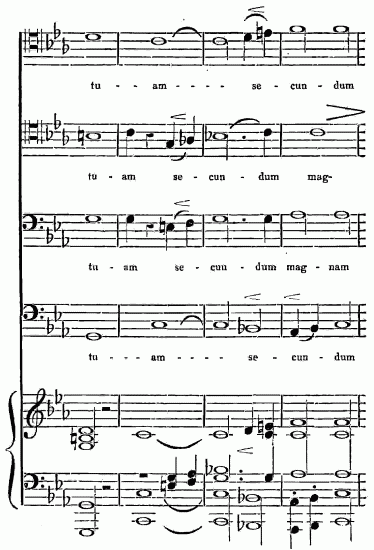 tu - am - - - - se - cun - dum
tu - am se - cun - dum mag-
tu - am se - cun - dum mag - nam
tu - - am - - - - se - cun - dum